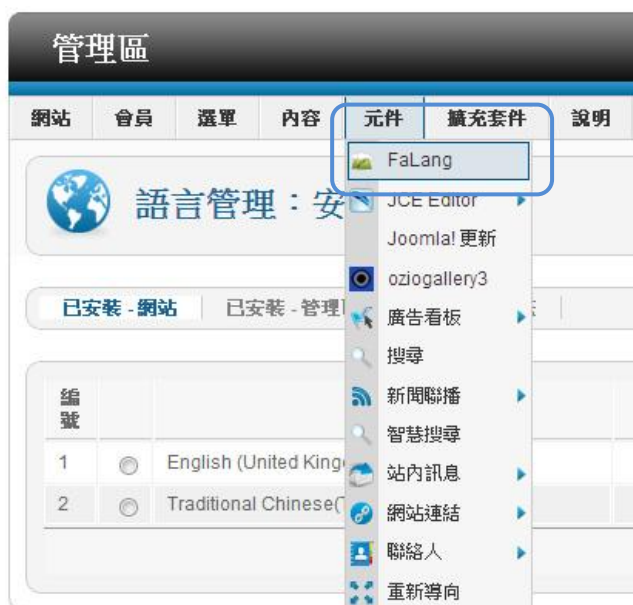 管理區
網站 會員 選單 內容 元件 擴充套件 說明
FaLang
語言管理：安
JCE Editor
Joomla! 更新
oziogallery3
已安裝 - 網站 已安裝 - 管理
廣告看板
搜尋
編號
新聞聯播
智慧搜尋
1 English (United King
站內訊息
2 Traditional Chinese(
網站連結
聯絡人
重新導向